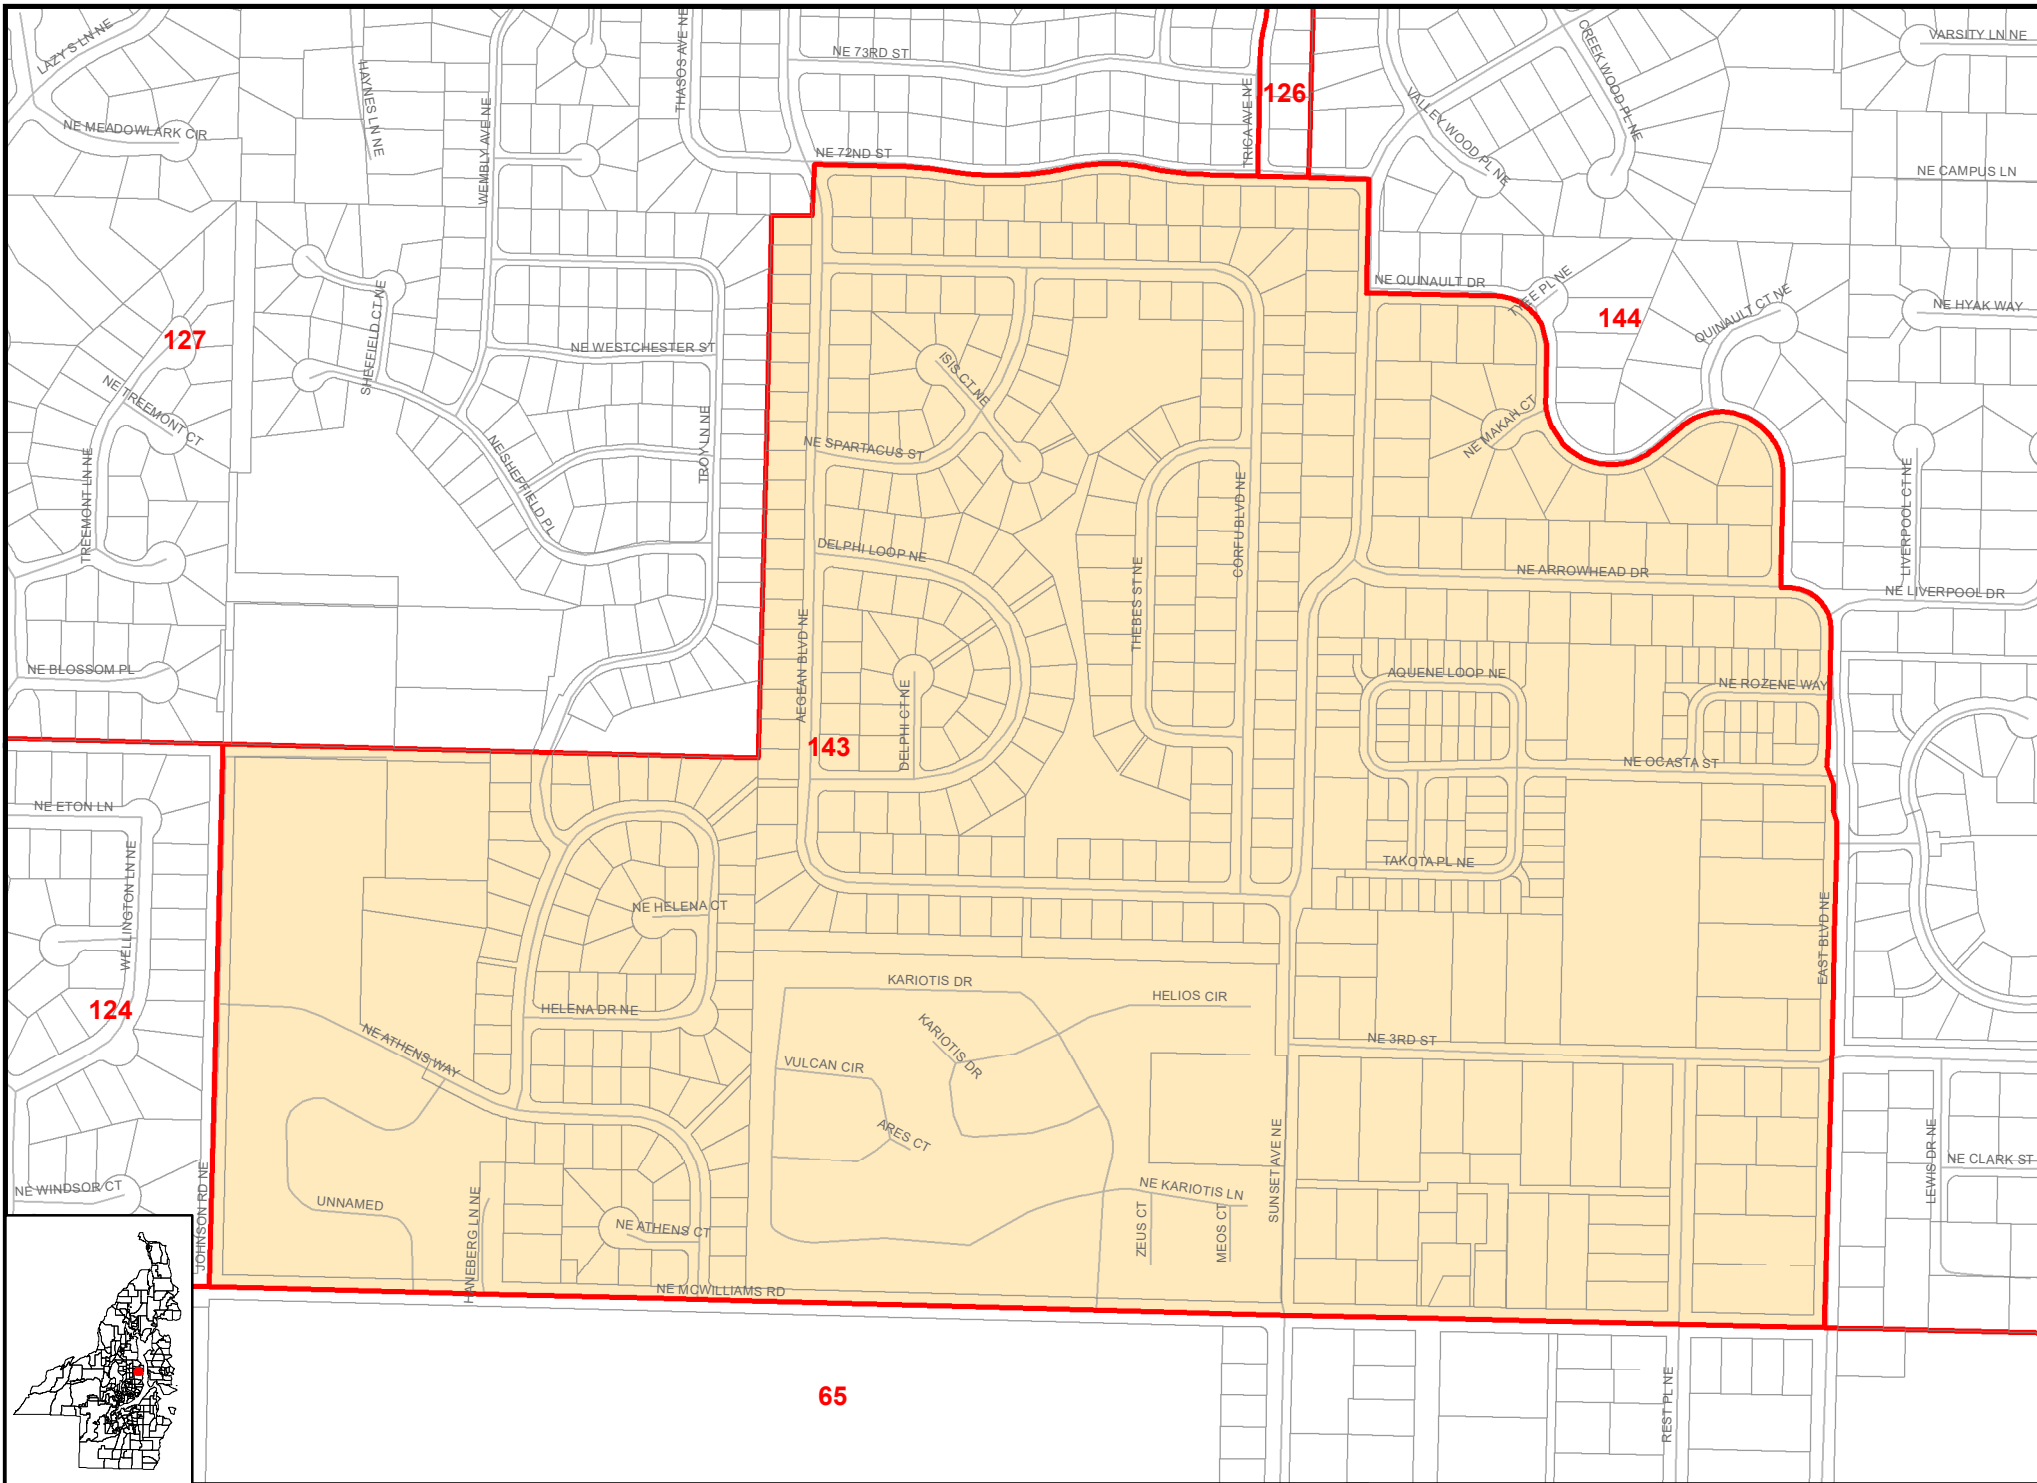 LAZY S LN NE
HAYNES LN NE
WEMBLY AVE NE
THASOS AVE NE
NE 73RD ST
TRICA AVE NE
126
VALLEY WOOD PL NE
CREEK WOOD PL NE
VARSITY LN NE
NE MEADOWLARK CIR
NE 72ND ST
NE CAMPUS LN
NE QUINAULT DR
TYEE PL NE
144
QUINAULT CT NE
NE HYAK WAY
127
SHEFFIELD CT NE
NE WESTCHESTER ST
ISIS CT NE
NE TREEMONT CT
TREEMONT LN NE
NE SHEFFIELD PL
TROY LN NE
NE SPARTACUS ST
NE MAKAH CT
CORFU BLVD NE
LIVERPOOL CT NE
DELPHI LOOP NE
THEBES ST NE
NE ARROWHEAD DR
NE LIVERPOOL DR
NE BLOSSOM PL
AEGEAN BLVD NE
DELPHI CT NE
AQUENE LOOP NE
NE ROZENE WAY
143
NE OCASTA ST
NE ETON LN
WELLINGTON LN NE
TAKOTA PL NE
NE HELENA CT
EAST BLVD NE
124
KARIOTIS DR
HELIOS CIR
HELENA DR NE
NE ATHENS WAY
KARIOTIS DR
NE 3RD ST
VULCAN CIR
ARES CT
SUNSET AVE NE
LEWIS DR NE
NE CLARK ST
NE WINDSOR CT
JOHNSON RD NE
UNNAMED
HANEBERG LN NE
NE ATHENS CT
NE KARIOTIS LN
ZEUS CT
MEOS CT
NE MCWILLIAMS RD
65
REST PL NE